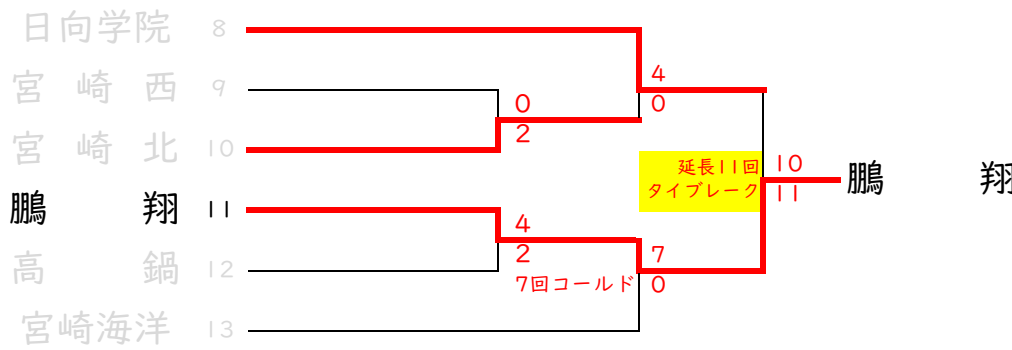 日向学院 8
宮崎西 9
宮崎北 10
鵬翔 11
高鍋 12
宮崎海洋 13
0
2
4
2
7回コールド
4
0
7
0
延長11回
タイブレーク
10
11
鵬翔